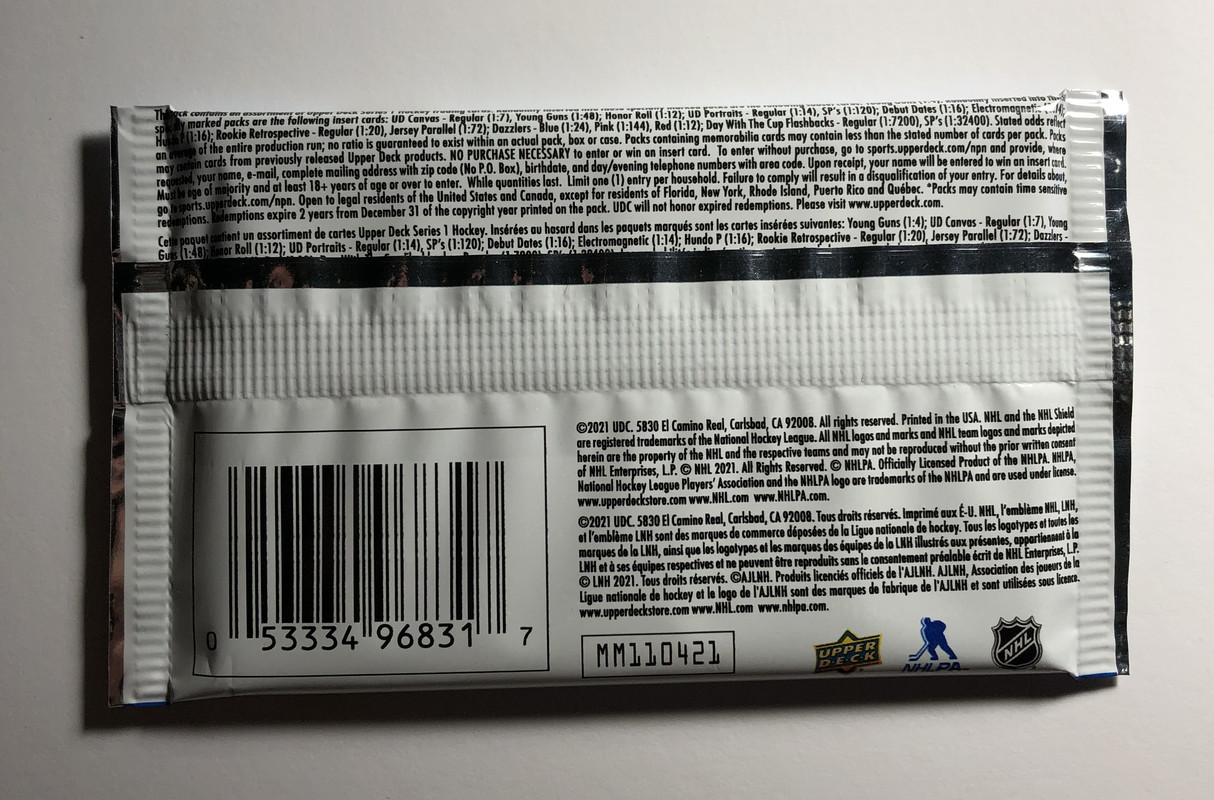 marked packs are the following Insert cards: UD Canvas - Regular (1:7), Young Guns (1:48); Honor Roll (1:12); UD Portraits - Regular (1:14), SP's (1:120); Debut Dates (1:16); Electromagnetic
(1:16); Rookie Retrospective - Regular (1:20), Jersey Parallel (1:72); Dazzlers - Blue (1:24), Pink (1:144), Red (1:12); Day With The Cup Flashbacks - Regular (1:7200), SP's (1:32400). Stated odds reflect
an average of the entire production run; no ratio is guaranteed to exist within an actual pack, box or case. Packs containing memorabilia cards may contain less than the stated number of cards per pack. Packs
may contain cards from previously released Upper Deck products. NO PURCHASE NECESSARY to enter or win an insert card. To enter without purchase, go to sports.upperdeck.com/npn and provide, where
requested, your name, e-mail, complete mailing address with zip code (No P.O. Box), birthdate, and day/evening telephone numbers with area code. Upon receipt, your name will be entered to win an insert card.
Must be age of majority and at least 18+ years of age or over to enter. While quantities last. Limit one (1) entry per household. Failure to comply will result in a disqualification of your entry. For details about,
go to sports.upperdeck.com/npn. Open to legal residents of the United States and Canada, except for residents of Florida, New York, Rhode Island, Puerto Rico and Québec. *Packs may contain time sensitive
redemptions. Redemptions expire 2 years from December 31 of the copyright year printed on the pack. UDC will not honor expired redemptions. Please visit www.upperdeck.com.
Cette paquet contient un assortiment de cartes Upper Deck Series 1 Hockey. Insérées au hasard dans les paquets marqués sont les cartes insérées suivantes: Young Guns (1:4); UD Canvas - Regular (1:7), Young
Guns (1:48); Honor Roll (1:12); UD Portraits - Regular (1:14), SP's (1:120); Debut Dates (1:16); Electromagnetic (1:14); Hundo P (1:16); Rookie Retrospective - Regular (1:20), Jersey Parallel (1:72); Dazzlers -
©2021 UDC. 5830 El Camino Real, Carlsbad, CA 92008. All rights reserved. Printed in the USA. NHL and the NHL Shield
are registered trademarks of the National Hockey League. All NHL logos and marks and NHL team logos and marks depicted
herein are the property of the NHL and the respective teams and may not be reproduced without the prior written consent
of NHL Enterprises, L.P. © NHL 2021. All Rights Reserved. © NHLPA. Officially Licensed Product of the NHLPA. NHLPA,
National Hockey League Players' Association and the NHLPA logo are trademarks of the NHLPA and are used under license.
www.upperdeckstore.com www.NHL.com www.NHLPA.com.
©2021 UDC. 5830 El Camino Real, Carlsbad, CA 92008. Tous droits réservés. Imprimé aux É-U. NHL, l'emblème NHL, LNH,
et l'emblème LNH sont des marques de commerce déposées de la Ligue nationale de hockey. Tous les logotypes et toutes les
marques de la LNH, ainsi que les logotypes et les marques des équipes de la LNH illustrés aux présentes, appartiennent à la
LNH et à ses équipes respectives et ne peuvent être reproduits sans le consentement préalable écrit de NHL Enterprises, L.P.
© LNH 2021. Tous droits réservés. ©AJLNH. Produits licenciés officiels de l'AJLNH. AJLNH, Association des joueurs de la
Ligue nationale de hockey et le logo de l'AJLNH sont des marques de fabrique de l'AJLNH et sont utilisées sous licence.
www.upperdeckstore.com www.NHL.com www.nhlpa.com.
0 53334 96831 7
MM110421
UPPER DECK
NHLPA
NHL